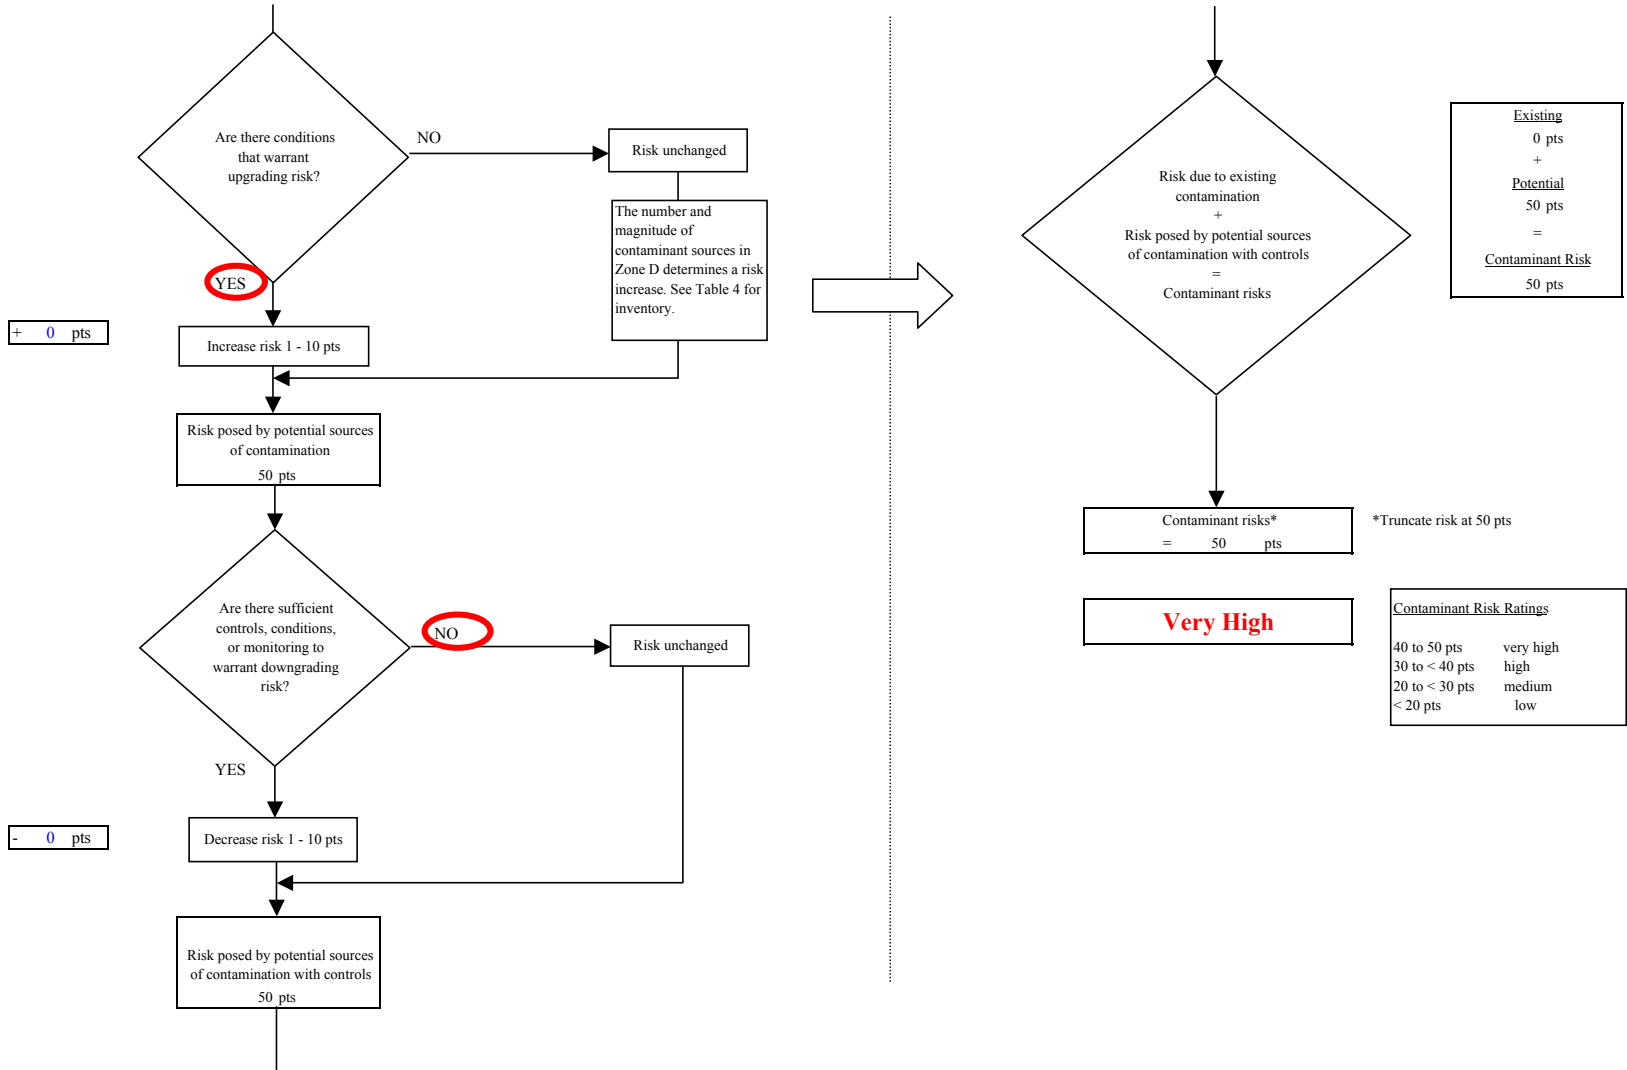 Are there conditions
that warrant
upgrading risk?
NO
Risk unchanged
The number and
magnitude of
contaminant sources in
Zone D determines a risk
increase. See Table 4 for
inventory.
YES
+ 0 pts
Increase risk 1 - 10 pts
Risk posed by potential sources
of contamination
50 pts
Are there sufficient
controls, conditions,
or monitoring to
warrant downgrading
risk?
NO
Risk unchanged
YES
- 0 pts
Decrease risk 1 - 10 pts
Risk posed by potential sources
of contamination with controls
50 pts
Risk due to existing
contamination
+
Risk posed by potential sources
of contamination with controls
=
Contaminant risks
Existing
0 pts
+
Potential
50 pts
=
Contaminant Risk
50 pts
Contaminant risks*
= 50 pts
*Truncate risk at 50 pts
Very High
Contaminant Risk Ratings
40 to 50 pts very high
30 to < 40 pts high
20 to < 30 pts medium
< 20 pts low